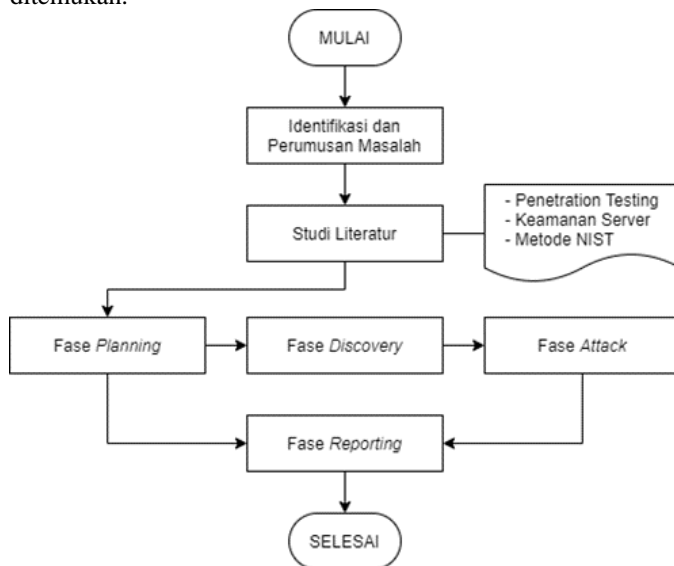 ditemukan.
MULAI
Identifikasi dan
Perumusan Masalah
Studi Literatur
- Penetration Testing
- Keamanan Server
- Metode NIST
Fase Planning
Fase Discovery
Fase Attack
Fase Reporting
SELESAI